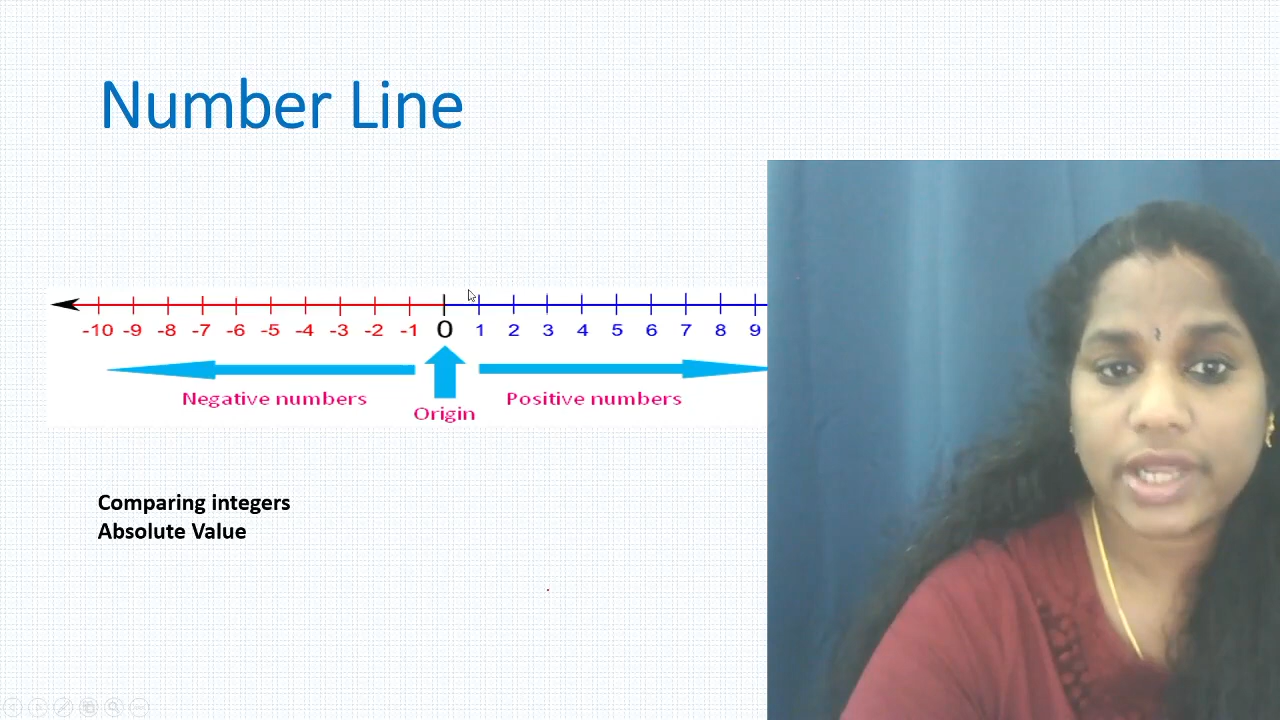 Number Line
-10 -9 -8 -7 -6 -5 -4 -3 -2 -1 0 1 2 3 4 5 6 7 8 9
Negative numbers
Origin
Positive numbers
Comparing integers
Absolute Value